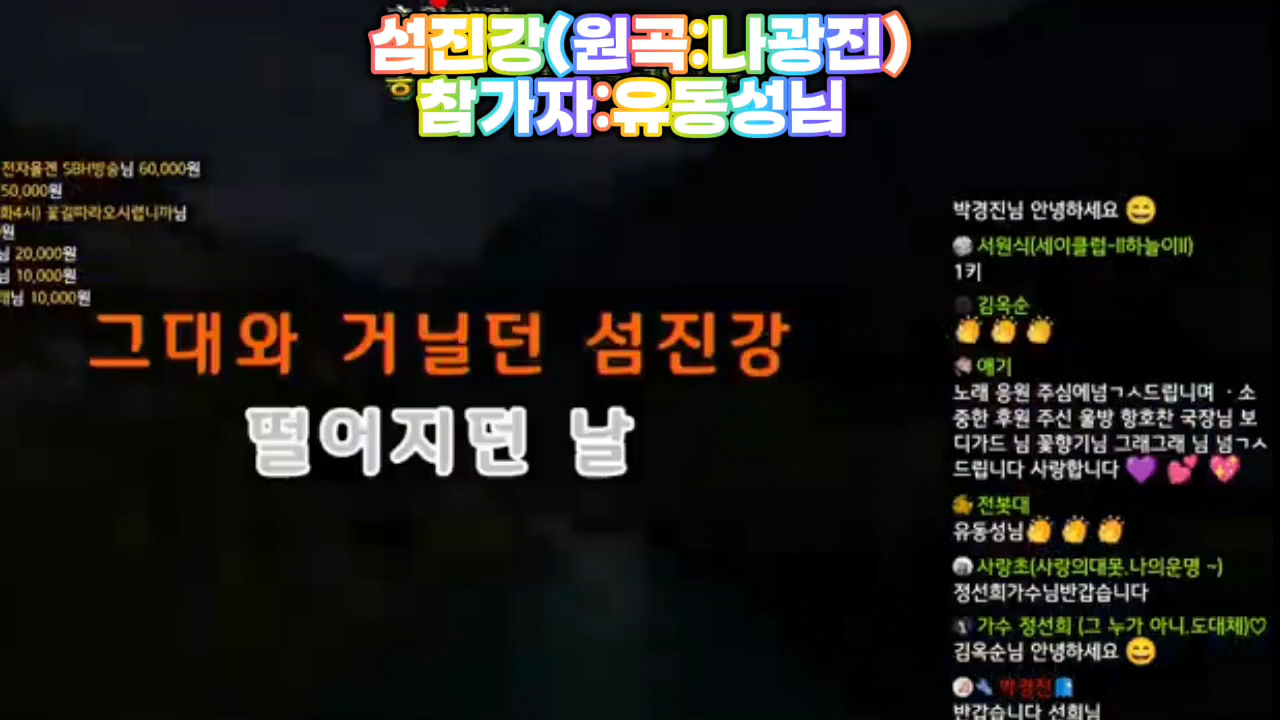 섬진강(원곡:나광진)
참가자:유동성님
전자올겐 SBH방송님 60,000원
50,000원
화4시) 꽃길따라오시렵니까님
원
님 20,000원
님 10,000원
래님 10,000원
그대와 거닐던 섬진강
떨어지던 날
박경진님 안녕하세요 😄
서원식(세이클럽-II하늘이II)
1키
김옥순
👏 👏 👏
애기
노래 응원 주심에넘ㄱㅅ드립니며 ㆍ소
중한 후원 주신 울방 항호찬 국장님 보
디가드 님 꽃향기님 그래그래 님 넘ㄱㅅ
드립니다 사랑합니다 💜 💕 💖
전봇대
유동성님👏 👏 👏
사랑초(사랑의대못.나의운명 ~)
정선희가수님반갑습니다
가수 정선희 (그 누가 아니.도대체)♡
김옥순님 안녕하세요 😄
박경진
반갑습니다 선희님